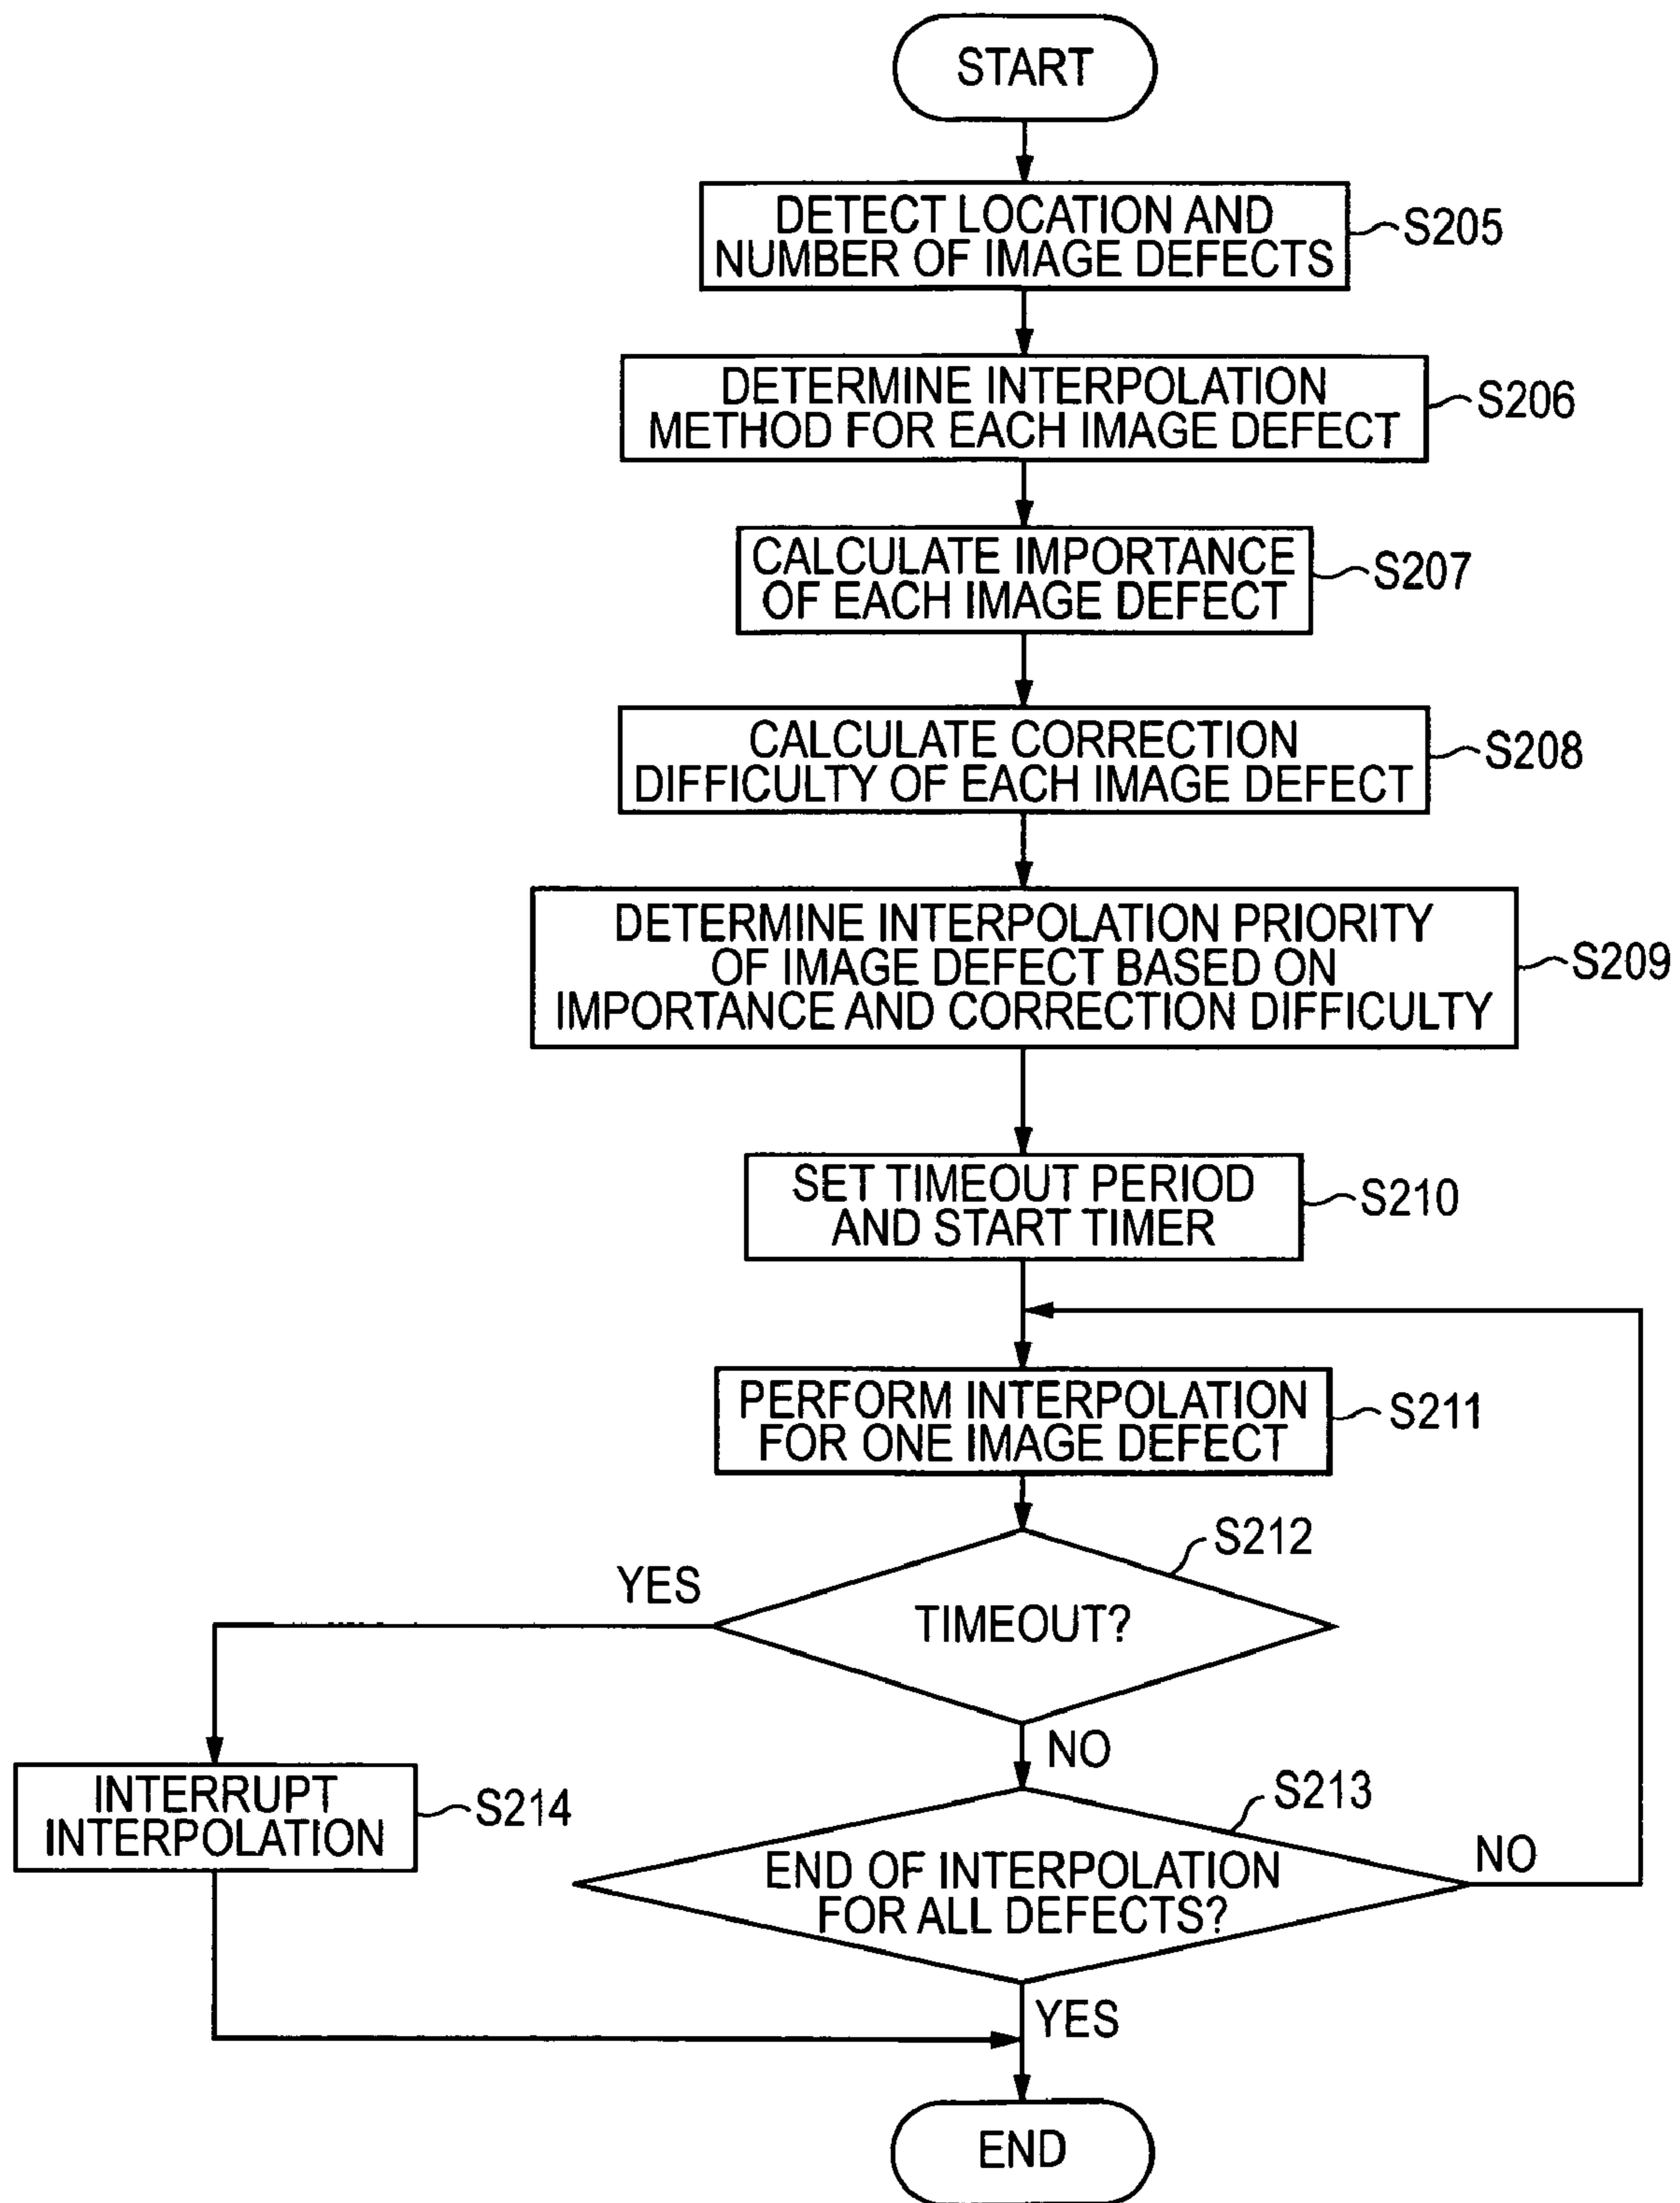 START
DETECT LOCATION AND
NUMBER OF IMAGE DEFECTS
S205
DETERMINE INTERPOLATION
METHOD FOR EACH IMAGE DEFECT
S206
CALCULATE IMPORTANCE
OF EACH IMAGE DEFECT
S207
CALCULATE CORRECTION
DIFFICULTY OF EACH IMAGE DEFECT
S208
DETERMINE INTERPOLATION PRIORITY
OF IMAGE DEFECT BASED ON
IMPORTANCE AND CORRECTION DIFFICULTY
S209
SET TIMEOUT PERIOD
AND START TIMER
S210
PERFORM INTERPOLATION
FOR ONE IMAGE DEFECT
S211
S212
YES
TIMEOUT?
NO
INTERRUPT
INTERPOLATION
S214
S213
END OF INTERPOLATION
FOR ALL DEFECTS?
NO
YES
END